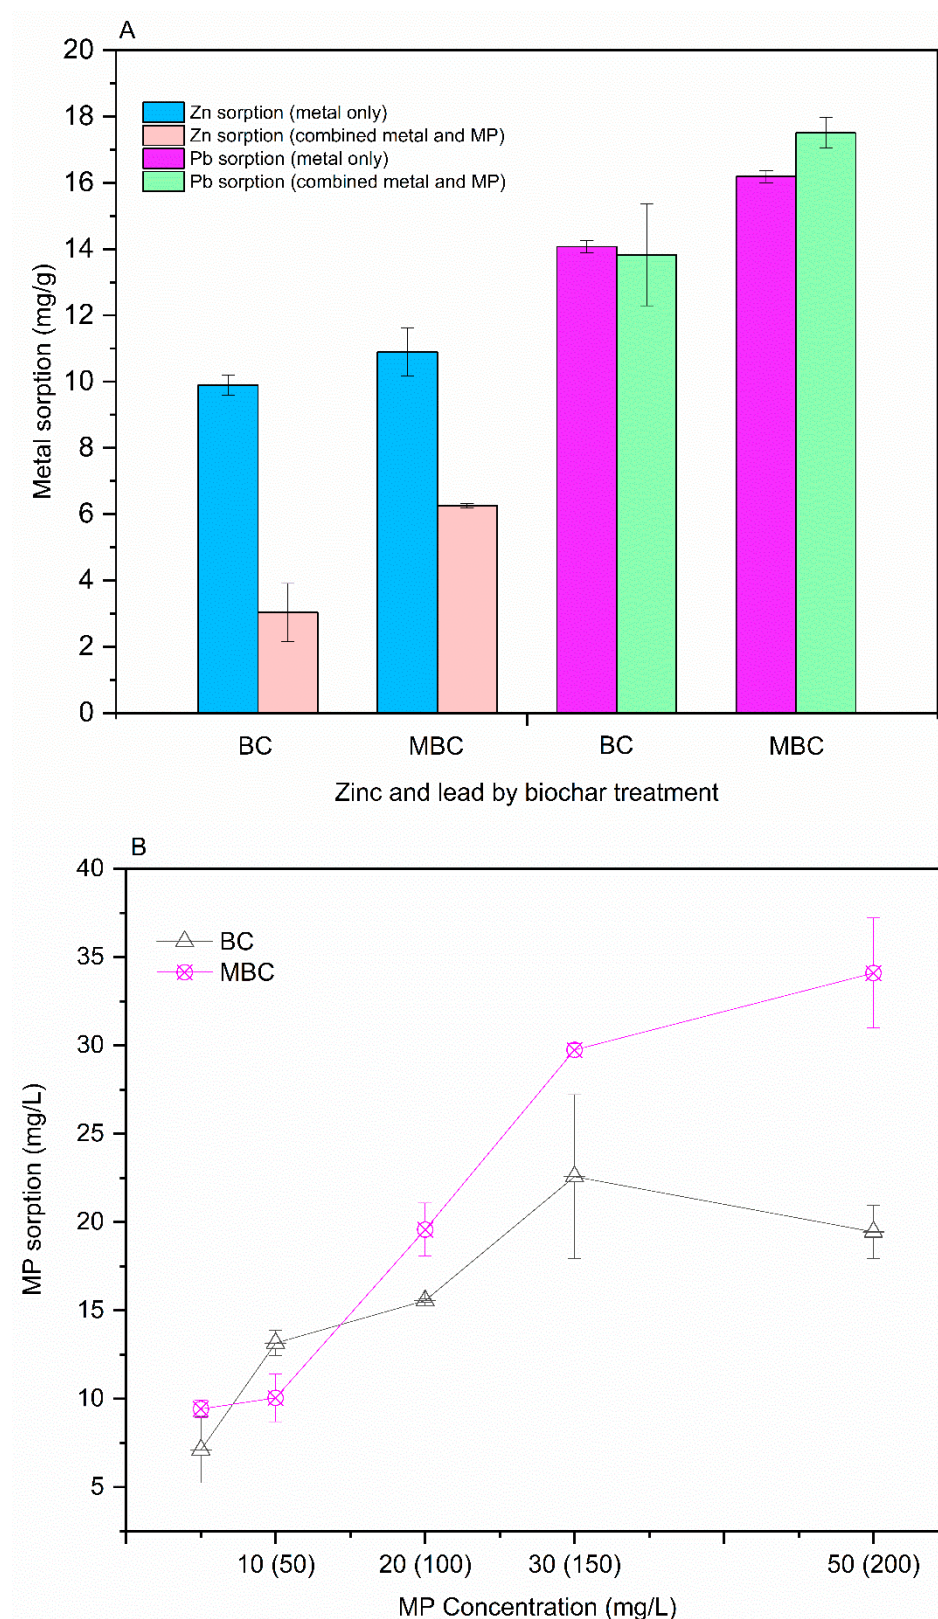 A
20
18
16
14
12
10
8
6
4
2
0
Metal sorption (mg/g)
Zn sorption (metal only)
Zn sorption (combined metal and MP)
Pb sorption (metal only)
Pb sorption (combined metal and MP)
BC
MBC
BC
MBC
Zinc and lead by biochar treatment
B
40
35
30
25
20
15
10
5
MP sorption (mg/L)
BC
MBC
10 (50)
20 (100)
30 (150)
50 (200)
MP Concentration (mg/L)